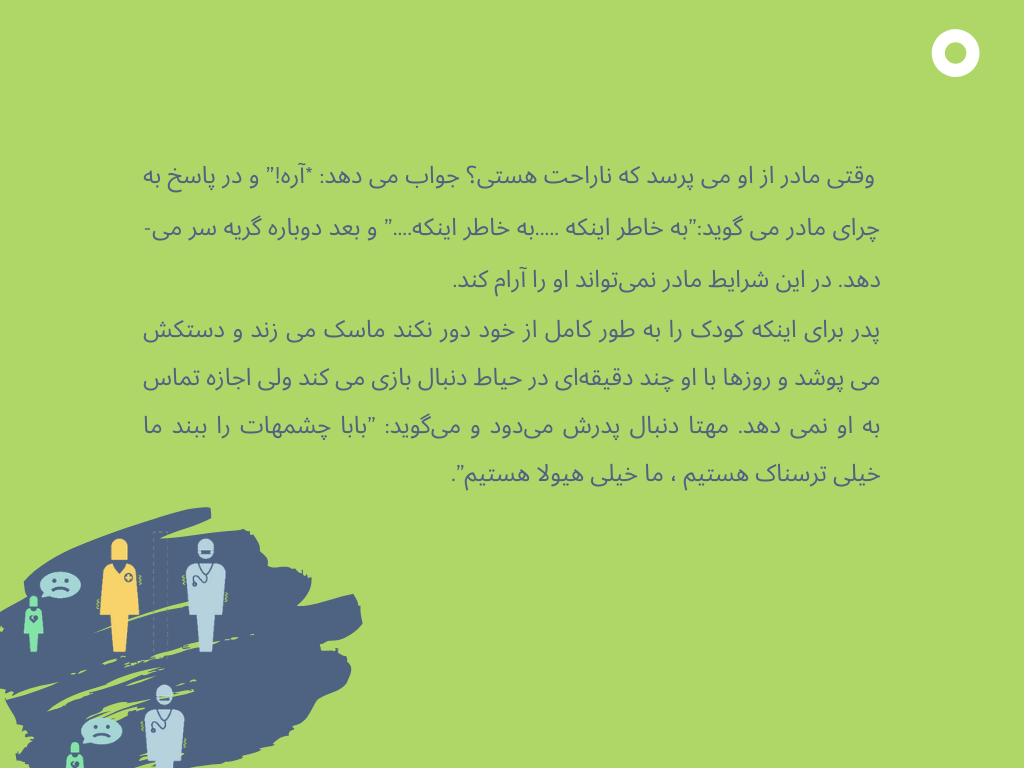 وقتی مادر از او می پرسد که ناراحت هستی؟ جواب می دهد: *آره!” و در پاسخ به
چرای مادر می گوید:”به خاطر اینکه .....به خاطر اینکه....” و بعد دوباره گریه سر می-
دهد. در این شرایط مادر نمی‌تواند او را آرام کند.
پدر برای اینکه کودک را به طور کامل از خود دور نکند ماسک می زند و دستکش
می پوشد و روزها با او چند دقیقه‌ای در حیاط دنبال بازی می کند ولی اجازه تماس
به او نمی دهد. مهتا دنبال پدرش می‌دود و می‌گوید: ”بابا چشمهات را ببند ما
خیلی ترسناک هستیم ، ما خیلی هیولا هستیم”.